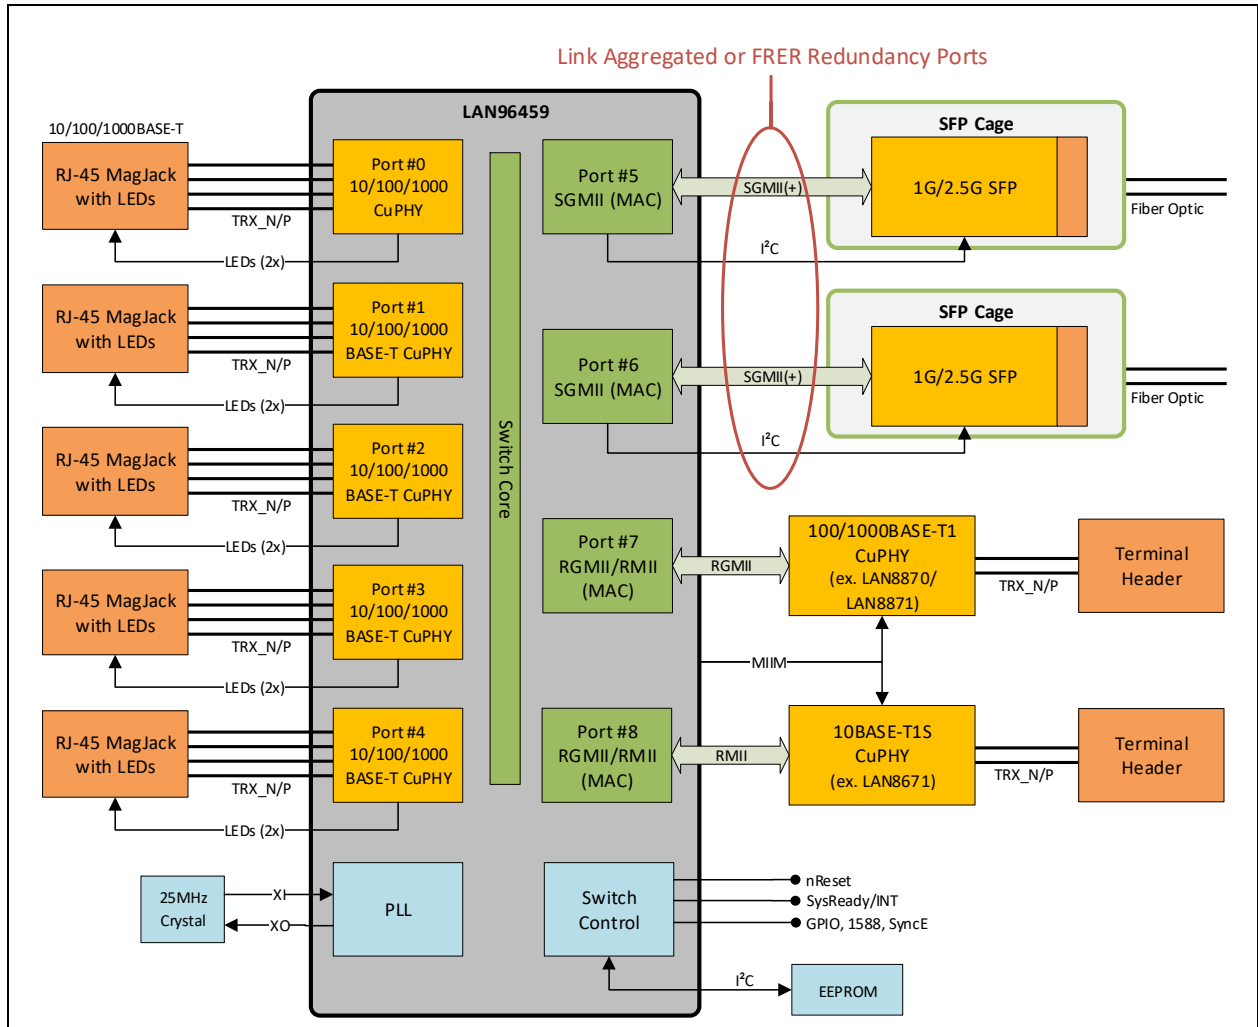 Link Aggregated or FRER Redundancy Ports
LAN96459
10/100/1000BASE-T
RJ-45 MagJack
with LEDs
TRX_N/P
LEDs (2x)
Port #0
10/100/1000
CuPHY
RJ-45 MagJack
with LEDs
TRX_N/P
LEDs (2x)
Port #1
10/100/1000
BASE-T CuPHY
RJ-45 MagJack
with LEDs
TRX_N/P
LEDs (2x)
Port #2
10/100/1000
BASE-T CuPHY
RJ-45 MagJack
with LEDs
TRX_N/P
LEDs (2x)
Port #3
10/100/1000
BASE-T CuPHY
RJ-45 MagJack
with LEDs
TRX_N/P
LEDs (2x)
Port #4
10/100/1000
BASE-T CuPHY
25MHz
Crystal
XI
XO
PLL
Switch Core
Port #5
SGMII (MAC)
SGMII(+)
I²C
SFP Cage
1G/2.5G SFP
Fiber Optic
Port #6
SGMII (MAC)
SGMII(+)
I²C
SFP Cage
1G/2.5G SFP
Fiber Optic
Port #7
RGMII/RMII
(MAC)
RGMII
100/1000BASE-T1
CuPHY
(ex. LAN8870/
LAN8871)
TRX_N/P
Terminal
Header
MIIM
Port #8
RGMII/RMII
(MAC)
RMII
10BASE-T1S
CuPHY
(ex. LAN8671)
TRX_N/P
Terminal
Header
Switch
Control
nReset
SysReady/INT
GPIO, 1588, SyncE
I²C
EEPROM